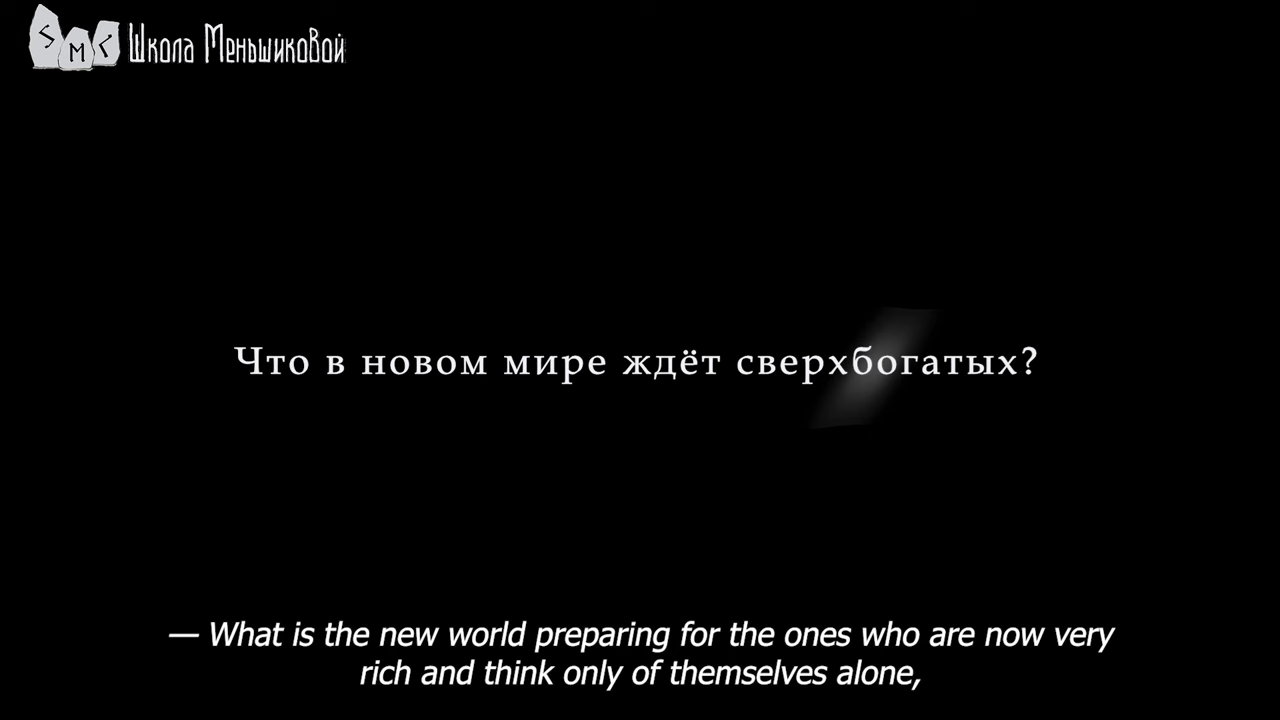 SMC Школа Меньшиковой
Что в новом мире ждёт сверхбогатых?
— What is the new world preparing for the ones who are now very
rich and think only of themselves alone,